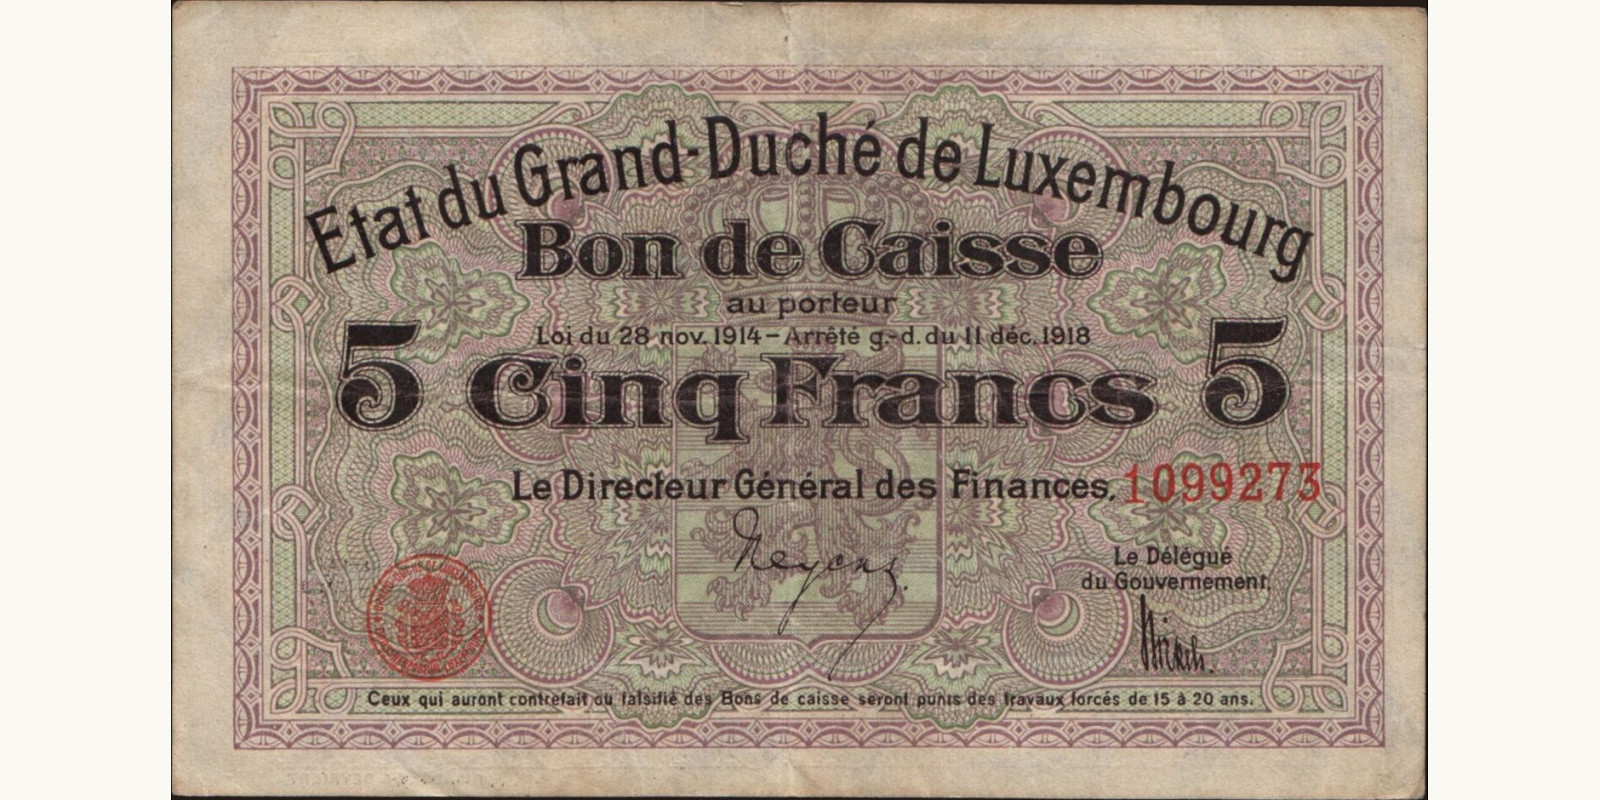 Etat du Grand-Duché de Luxembourg
Bon de Caisse
au porteur
Loi du 28 nov. 1914 – Arrêté g.-d. du 11 déc. 1918
5 Cinq Francs 5
Le Directeur Général des Finances,
1099273
Neyens.
Le Délégué
du Gouvernement,
Ceux qui auront contrefait ou falsifié des Bons de caisse seront punis des travaux forcés de 15 à 20 ans.